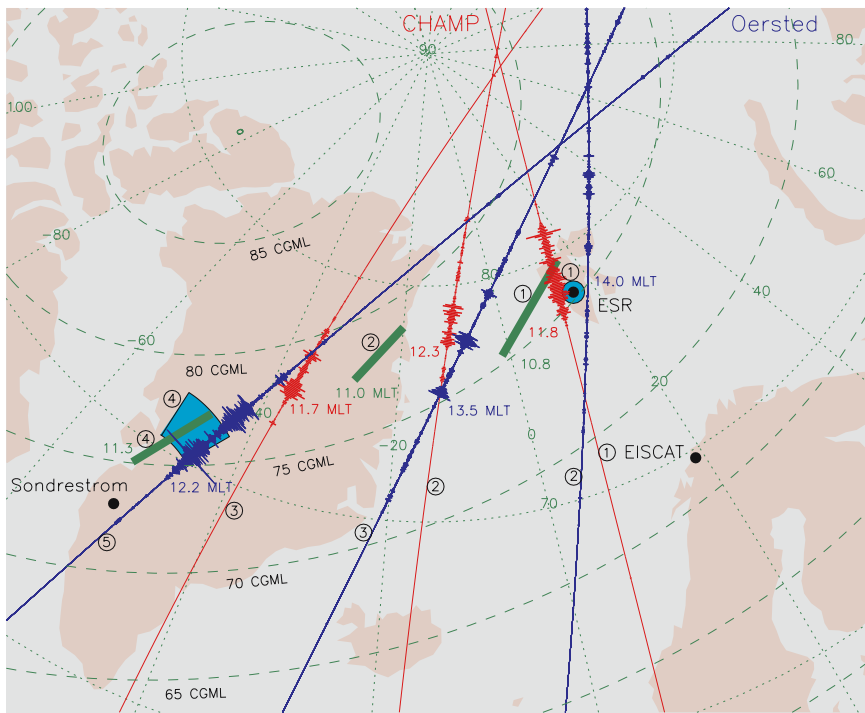 CHAMP
Oersted
90
80
100
60
-80
85 CGML
80
①
①
14.0 MLT
40
ESR
-60
②
12.3
11.8
10.8
80 CGML
11.0 MLT
20
④
11.7 MLT
13.5 MLT
40
④
11.3
-20
0
① EISCAT
75 CGML
Sondrestrom
12.2 MLT
②
②
③
70
⑤
③
70 CGML
65 CGML